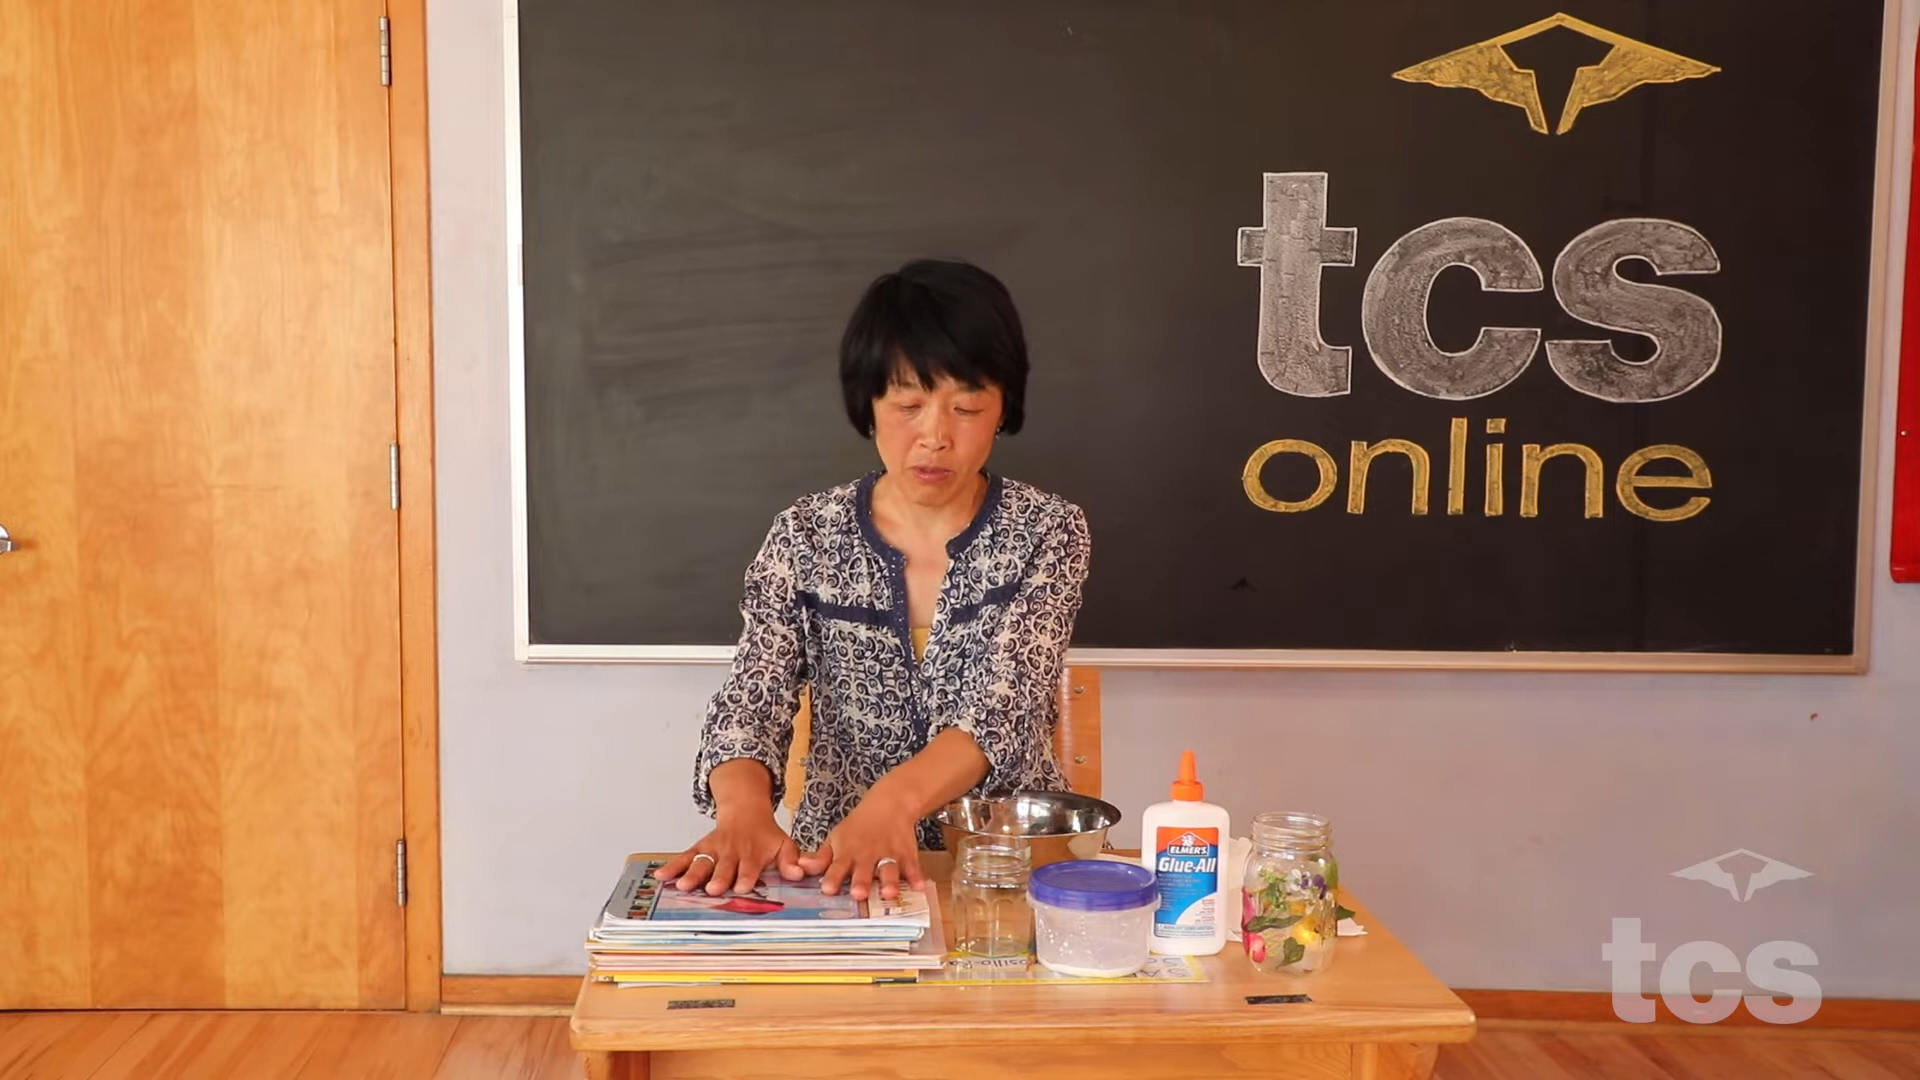 tcs
online
ELMER'S
Glue-All
tcs